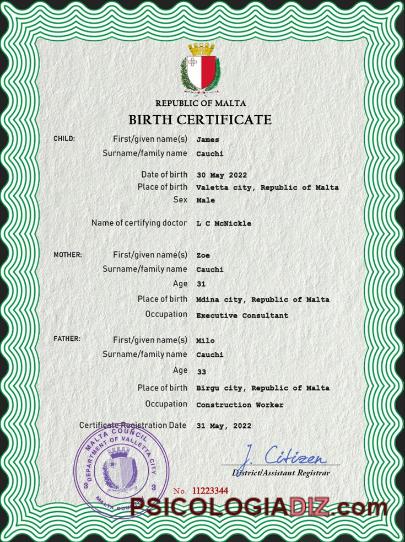 REPUBLIC OF MALTA
BIRTH CERTIFICATE
CHILD: First/given name(s) James
Surname/family name Cauchi
Date of birth 30 May 2022
Place of birth Valetta city, Republic of Malta
Sex Male
Name of certifying doctor L C McNickle
MOTHER: First/given name(s) Zoe
Surname/family name Cauchi
Age 31
Place of birth Mdina city, Republic of Malta
Occupation Executive Consultant
FATHER: First/given name(s) Milo
Surname/family name Cauchi
Age 33
Place of birth Birgu city, Republic of Malta
Occupation Construction Worker
Certificate Registration Date 31 May, 2022
MALTA COUNCIL
DEPARTMENT OF VALLETTA CITY
MALTA
J. Citizen
District/Assistant Registrar
No. 11223344
PSICOLOGIADIZ.com